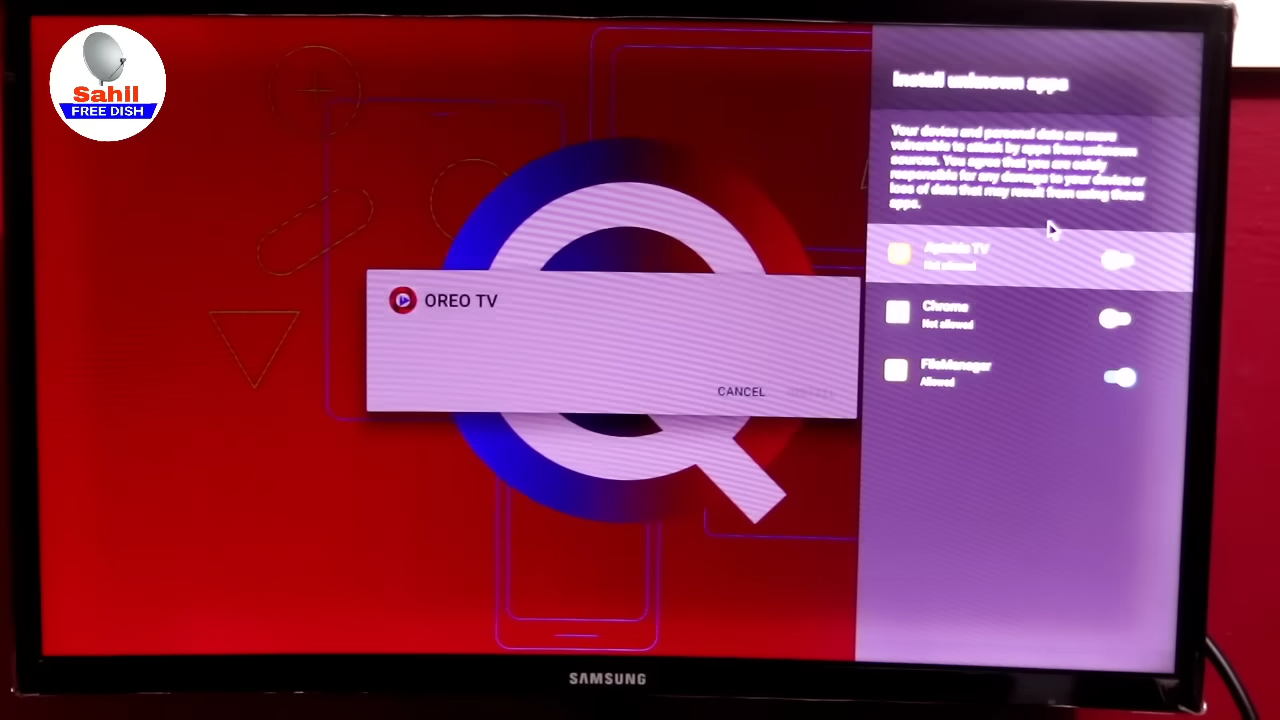 Sahil
FREE DISH
Install unknown apps
Your device and personal data are more
vulnerable to attack by apps from unknown
sources. You agree that you are solely
responsible for any damage to your device or
loss of data that may result from using these
apps.
Aptoide TV
Not allowed
Chrome
Not allowed
FileManager
Allowed
OREO TV
CANCEL
SAMSUNG